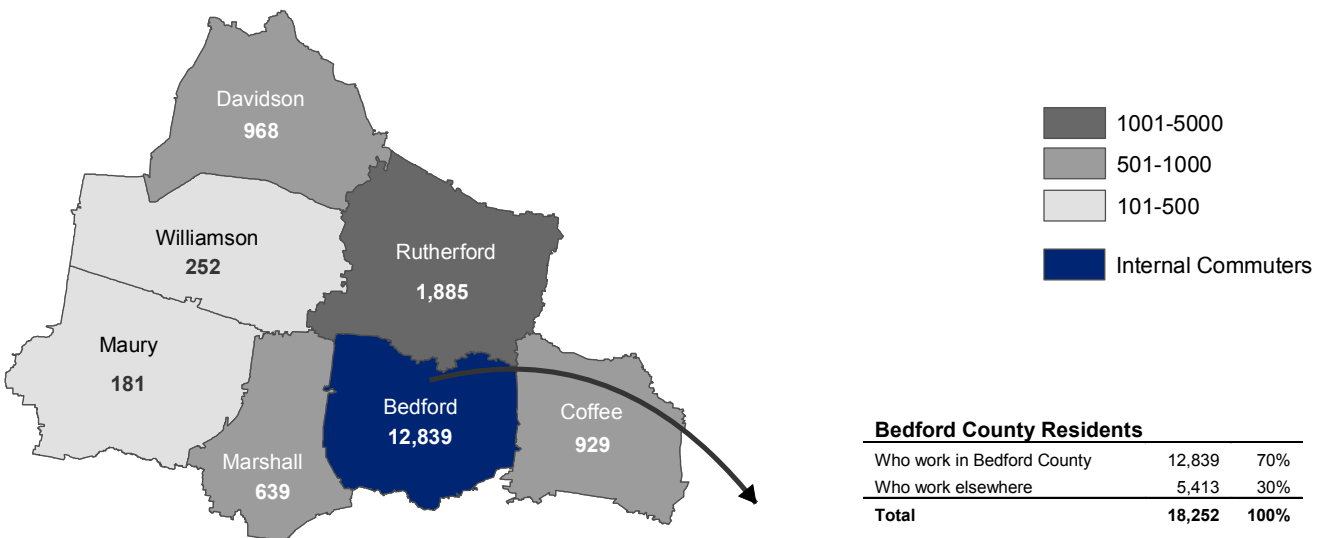 Davidson
968
Williamson
252
Rutherford
1,885
Maury
181
Bedford
12,839
Coffee
929
Marshall
639
1001-5000
501-1000
101-500
Internal Commuters
Bedford County Residents
Who work in Bedford County 12,839 70%
Who work elsewhere 5,413 30%
Total 18,252 100%